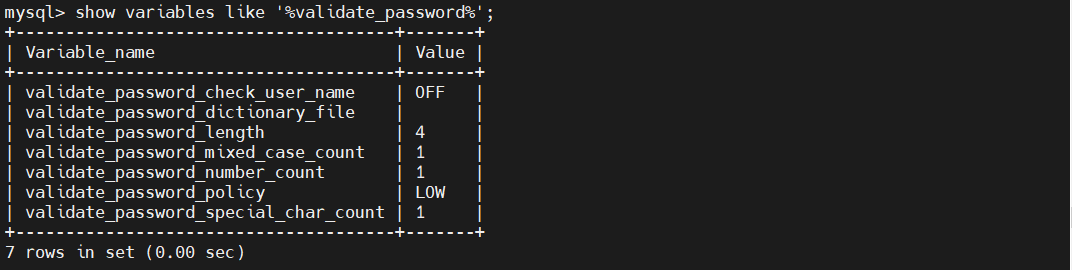 mysql> show variables like '%validate_password%';
+--------------------------------------+-------+
| Variable_name                        | Value |
+--------------------------------------+-------+
| validate_password_check_user_name    | OFF   |
| validate_password_dictionary_file    |       |
| validate_password_length             | 4     |
| validate_password_mixed_case_count   | 1     |
| validate_password_number_count       | 1     |
| validate_password_policy             | LOW   |
| validate_password_special_char_count | 1     |
+--------------------------------------+-------+
7 rows in set (0.00 sec)